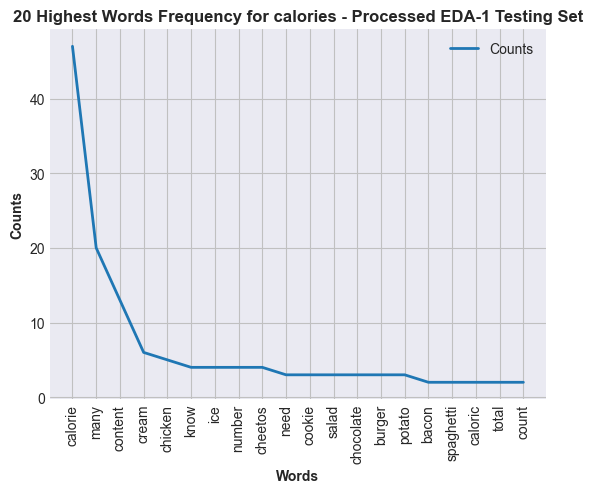 20 Highest Words Frequency for calories - Processed EDA-1 Testing Set
Counts
Counts
40
30
20
10
0
calorie
many
content
cream
chicken
know
ice
number
cheetos
need
cookie
salad
chocolate
burger
potato
bacon
spaghetti
caloric
total
count
Words